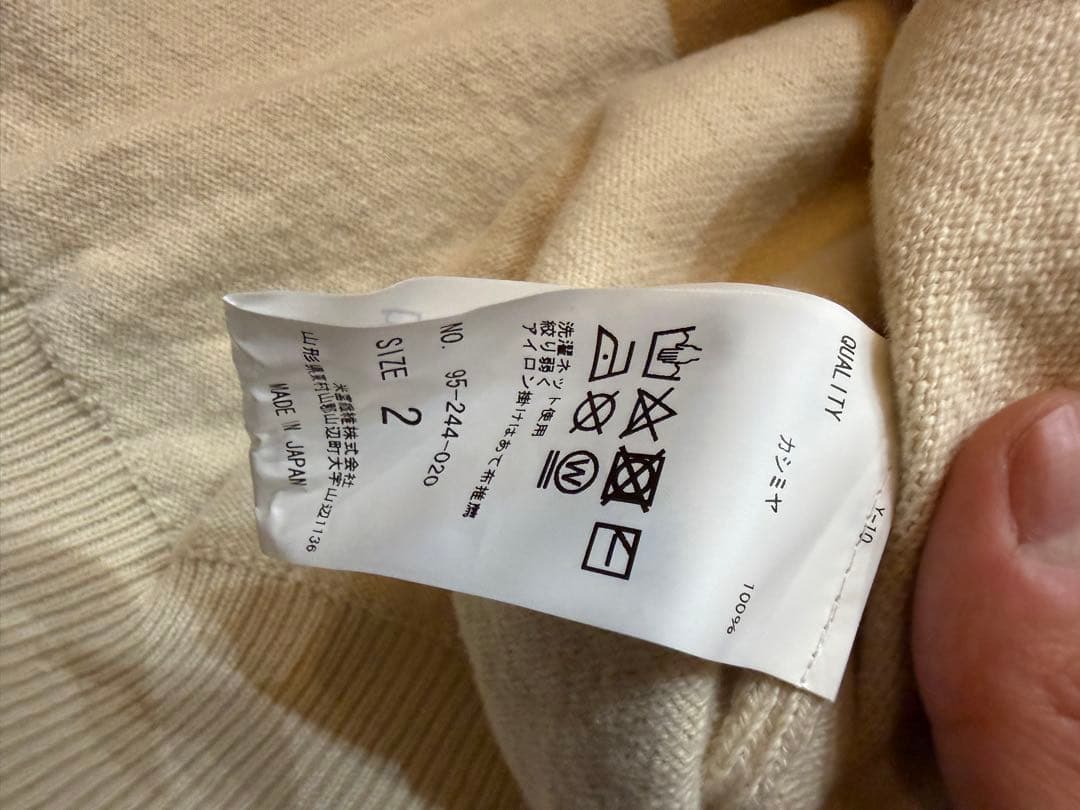 Y-10
QUALITY
カシミヤ 100%
W
洗濯ネット使用
絞り弱く
アイロン掛けはあて布推薦
NO. 95-244-020
SIZE 2
米富繊維株式会社
山形県東村山郡山辺町大字山辺1136
MADE IN JAPAN